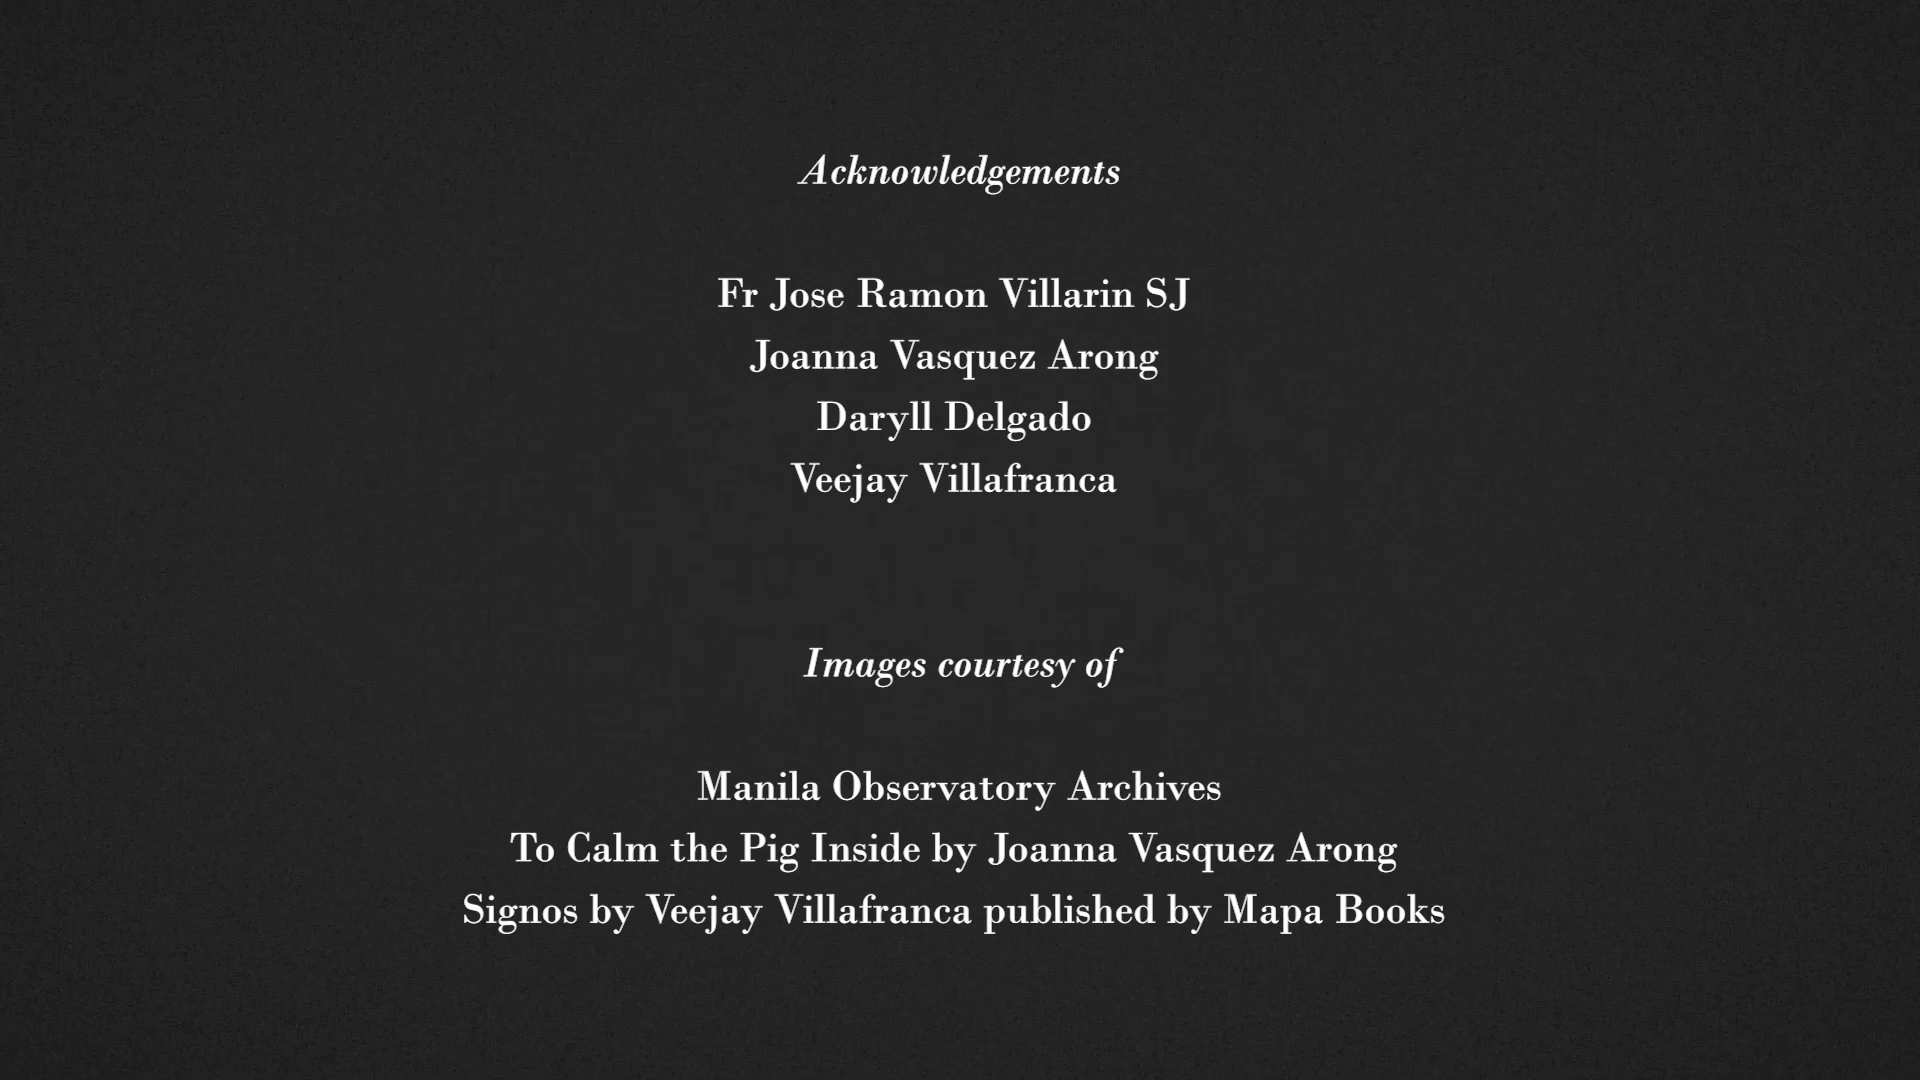 Acknowledgements
Fr Jose Ramon Villarin SJ
Joanna Vasquez Arong
Daryll Delgado
Veejay Villafranca
Images courtesy of
Manila Observatory Archives
To Calm the Pig Inside by Joanna Vasquez Arong
Signos by Veejay Villafranca published by Mapa Books